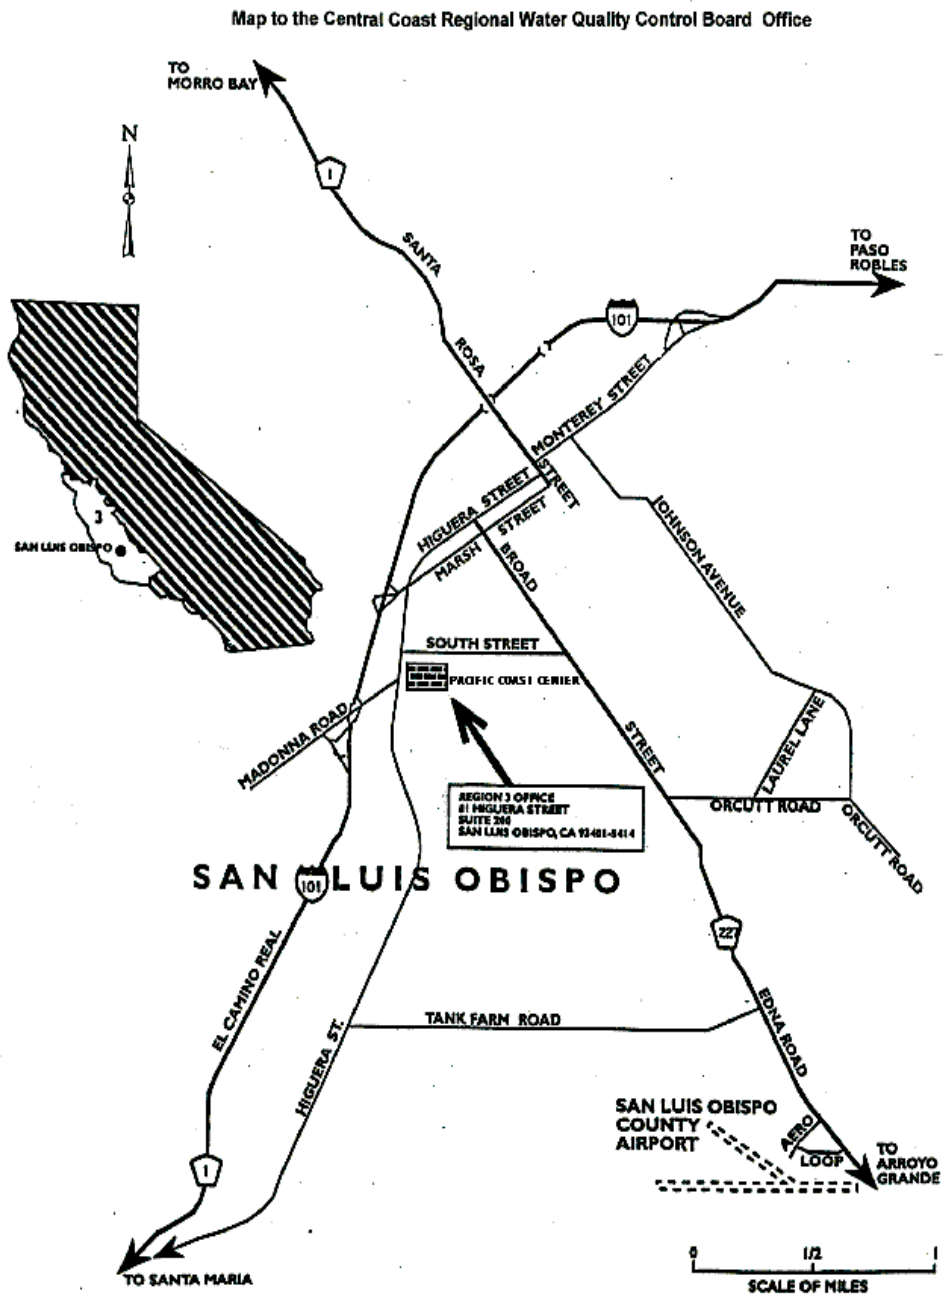 Map to the Central Coast Regional Water Quality Control Board Office
TO
MORRO BAY
N
1
SANTA
TO
PASO
ROBLES
101
ROSA
MONTEREY STREET
STREET
HIGUERA STREET
MARSH STREET
BROAD
JOHNSON AVENUE
3
SAN LUIS OBISPO
SOUTH STREET
PACIFIC COAST CENTER
MADONNA ROAD
STREET
LAUREL LANE
ORCUTT ROAD
ORCUTT ROAD
REGION 3 OFFICE
81 HIGUERA STREET
SUITE 200
SAN LUIS OBISPO, CA 93401-5414
SAN LUIS OBISPO
101
227
EL CAMINO REAL
HIGUERA ST.
TANK FARM ROAD
EDNA ROAD
SAN LUIS OBISPO
COUNTY
AIRPORT
AERO
LOOP
TO
ARROYO
GRANDE
1
TO SANTA MARIA
0 1/2 1
SCALE OF MILES